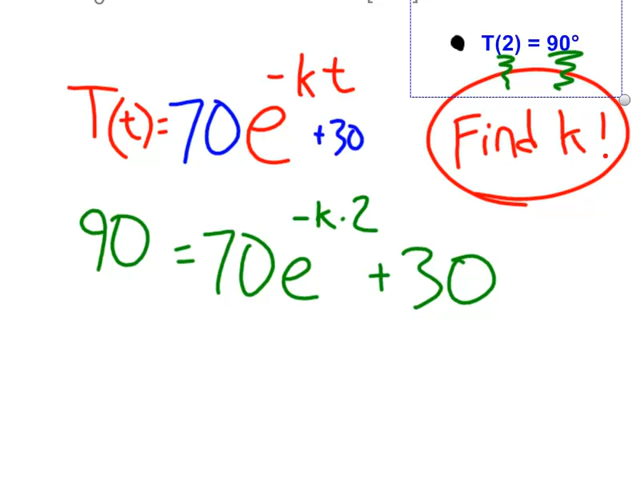 T(2) = 90°
T(t)=70e^{-kt}+30
Find k!
90 = 70e^{-k·2} + 30